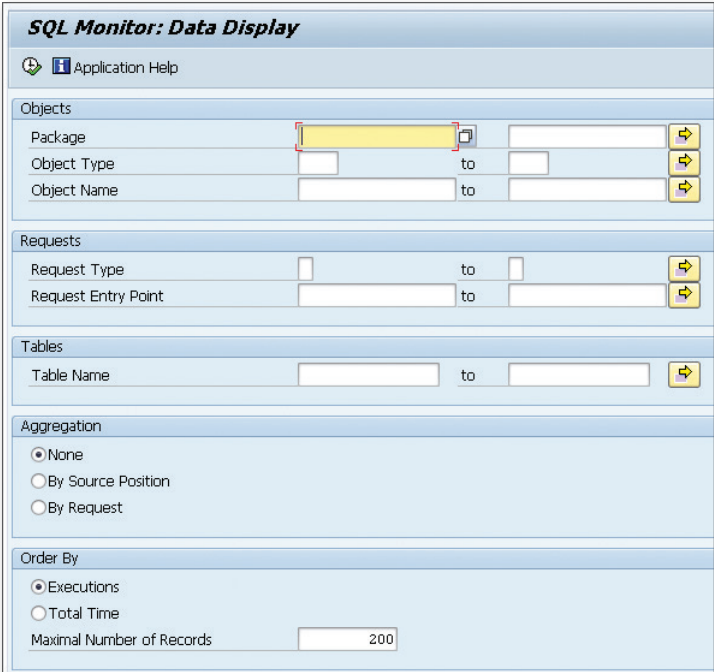 SQL Monitor: Data Display
Application Help
Objects
Package
Object Type to
Object Name to
Requests
Request Type to
Request Entry Point to
Tables
Table Name to
Aggregation
None
By Source Position
By Request
Order By
Executions
Total Time
Maximal Number of Records 200